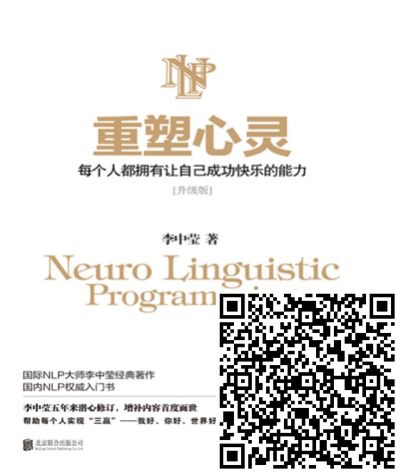 NLP
重塑心灵
每个人都拥有让自己成功快乐的能力
[升级版]
李中莹 著
Neuro Linguistic
Program
国际NLP大师李中莹经典著作
国内NLP权威入门书
李中莹五年来潜心修订，增补内容首度面世
帮助每个人实现“三赢”——我好、你好、世界好
北京联合出版公司